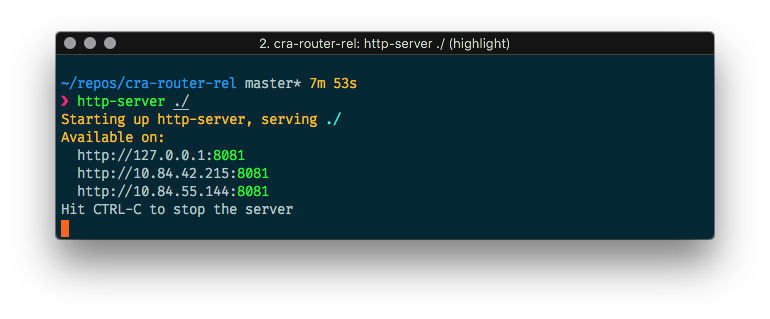 2. cra-router-rel: http-server ./ (highlight)
~/repos/cra-router-rel master* 7m 53s
❯ http-server ./
Starting up http-server, serving ./
Available on:
http://127.0.0.1:8081
http://10.84.42.215:8081
http://10.84.55.144:8081
Hit CTRL-C to stop the server